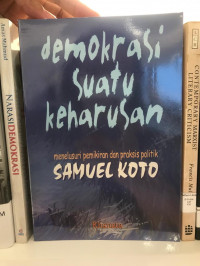 demokrasi
suatu
keharusan
menelusuri pemikiran dan praksis politik
SAMUEL KOTO
NARASI DEMOKRASI
CONTEMPORARY MARXIST
LITERARY CRITICISM